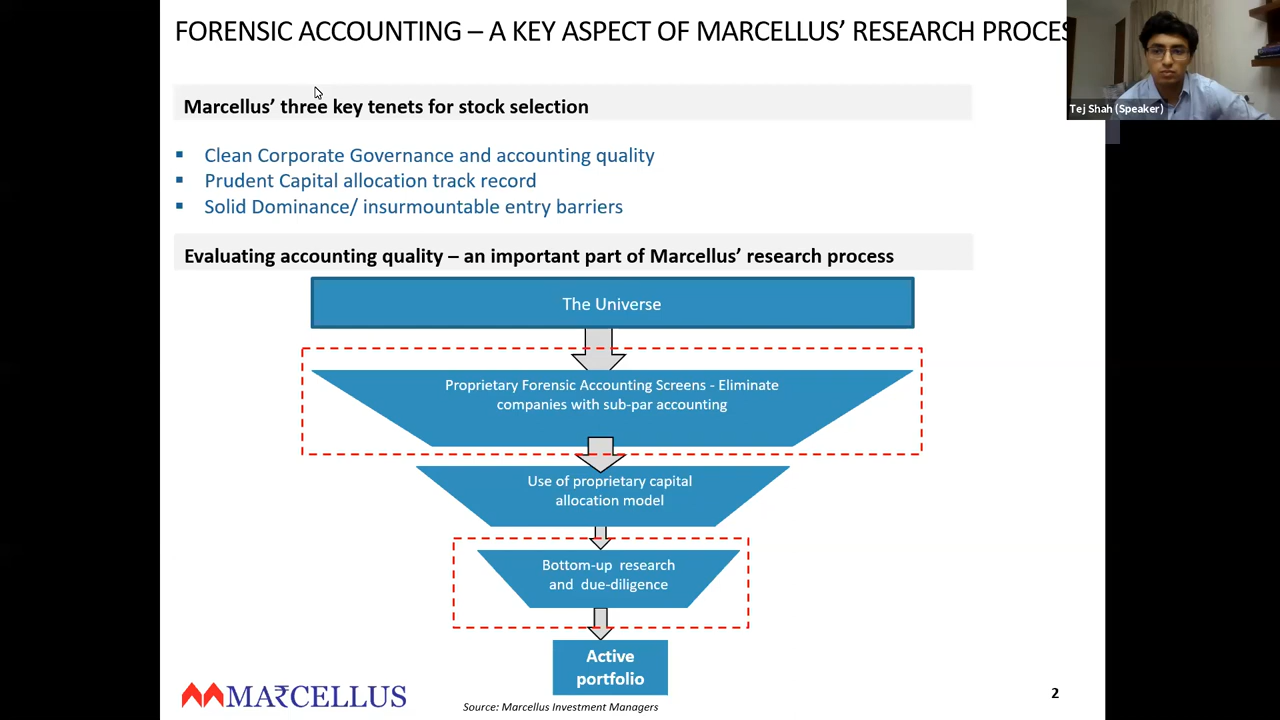 FORENSIC ACCOUNTING – A KEY ASPECT OF MARCELLUS’ RESEARCH PROCES
Tej Shah (Speaker)
Marcellus’ three key tenets for stock selection
▪ Clean Corporate Governance and accounting quality
▪ Prudent Capital allocation track record
▪ Solid Dominance/ insurmountable entry barriers
Evaluating accounting quality – an important part of Marcellus’ research process
The Universe
Proprietary Forensic Accounting Screens - Eliminate
companies with sub-par accounting
Use of proprietary capital
allocation model
Bottom-up research
and due-diligence
Active
portfolio
MA₹CELLUS
Source: Marcellus Investment Managers
2